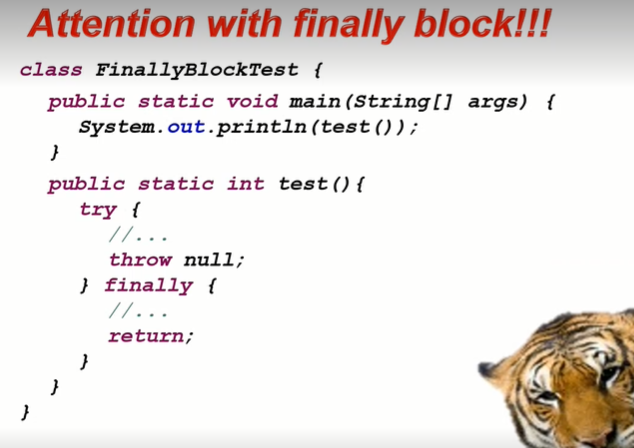 Attention with finally block!!!
class FinallyBlockTest {
public static void main(String[] args) {
System.out.println(test());
}
public static int test(){
try {
//...
throw null;
} finally {
//...
return;
}
}
}